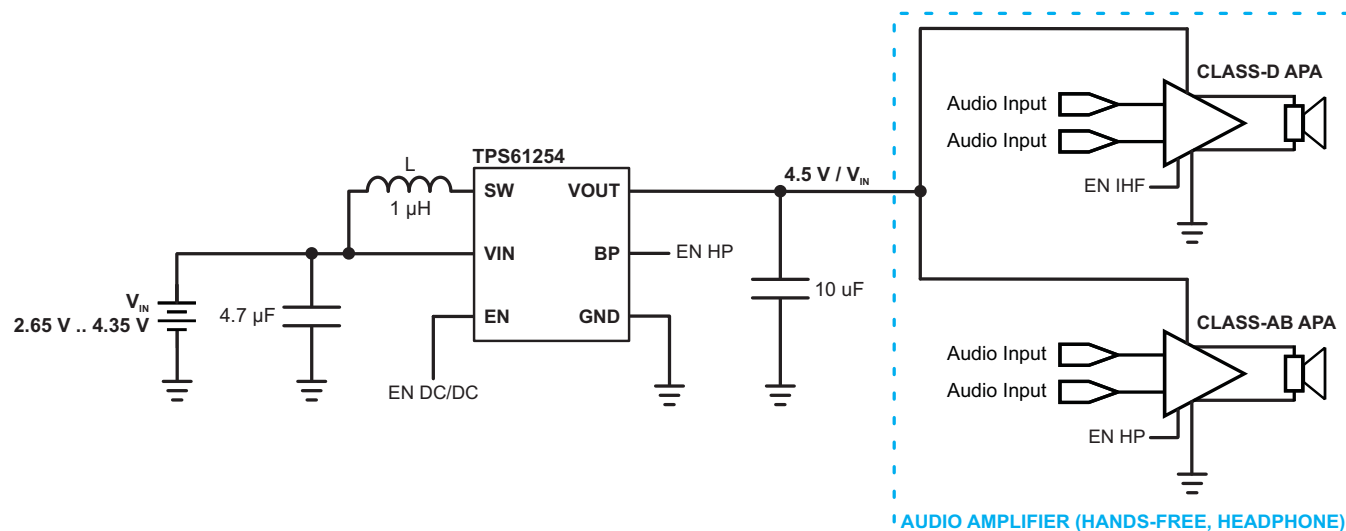 CLASS-D APA
Audio Input
Audio Input
EN IHF
TPS61254
L
1 µH
SW
VOUT
4.5 V / VIN
VIN
BP
EN HP
VIN
2.65 V .. 4.35 V
4.7 µF
EN
GND
10 uF
EN DC/DC
CLASS-AB APA
Audio Input
Audio Input
EN HP
AUDIO AMPLIFIER (HANDS-FREE, HEADPHONE)